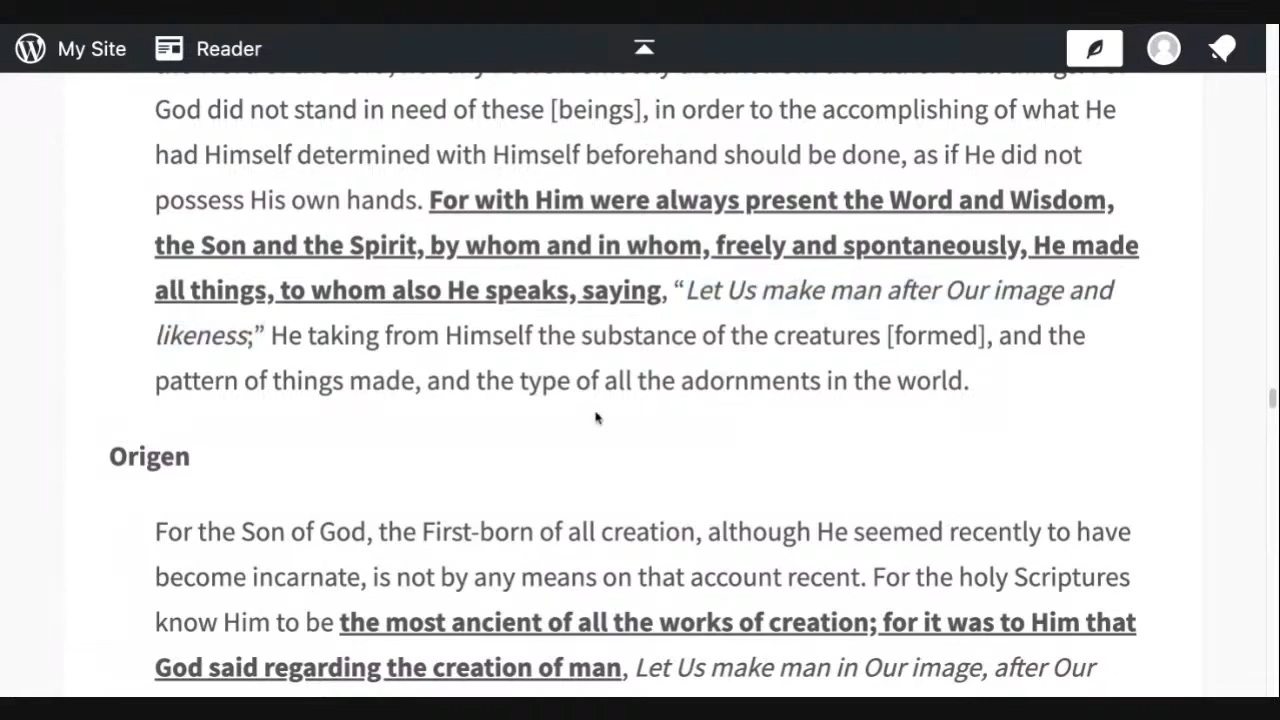 My Site
Reader
God did not stand in need of these [beings], in order to the accomplishing of what He
had Himself determined with Himself beforehand should be done, as if He did not
possess His own hands. For with Him were always present the Word and Wisdom,
the Son and the Spirit, by whom and in whom, freely and spontaneously, He made
all things, to whom also He speaks, saying, “Let Us make man after Our image and
likeness;” He taking from Himself the substance of the creatures [formed], and the
pattern of things made, and the type of all the adornments in the world.
Origen
For the Son of God, the First-born of all creation, although He seemed recently to have
become incarnate, is not by any means on that account recent. For the holy Scriptures
know Him to be the most ancient of all the works of creation; for it was to Him that
God said regarding the creation of man, Let Us make man in Our image, after Our